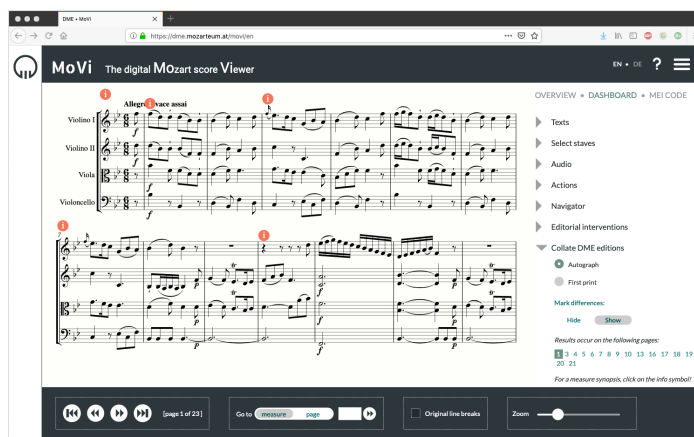 DME + MoVi
https://dme.mozarteum.at/movi/en
MoVi The digital MOzart score VIewer
EN • DE ?
OVERVIEW • DASHBOARD • MEI CODE
Allegro vivace assai
Violino I
Violino II
Viola
Violoncello
f
f
f
f
7
tr
p
tr
f
p
tr
f
p
f
p
Texts
Select staves
Audio
Actions
Navigator
Editorial interventions
Collate DME editions
Autograph
First print
Mark differences:
Hide Show
Results occur on the following pages:
1 3 4 5 6 7 8 9 10 13 16 17 18 19
20 21
For a measure synopsis, click on the info symbol!
[page 1 of 23]
Go to measure page
Original line breaks
Zoom